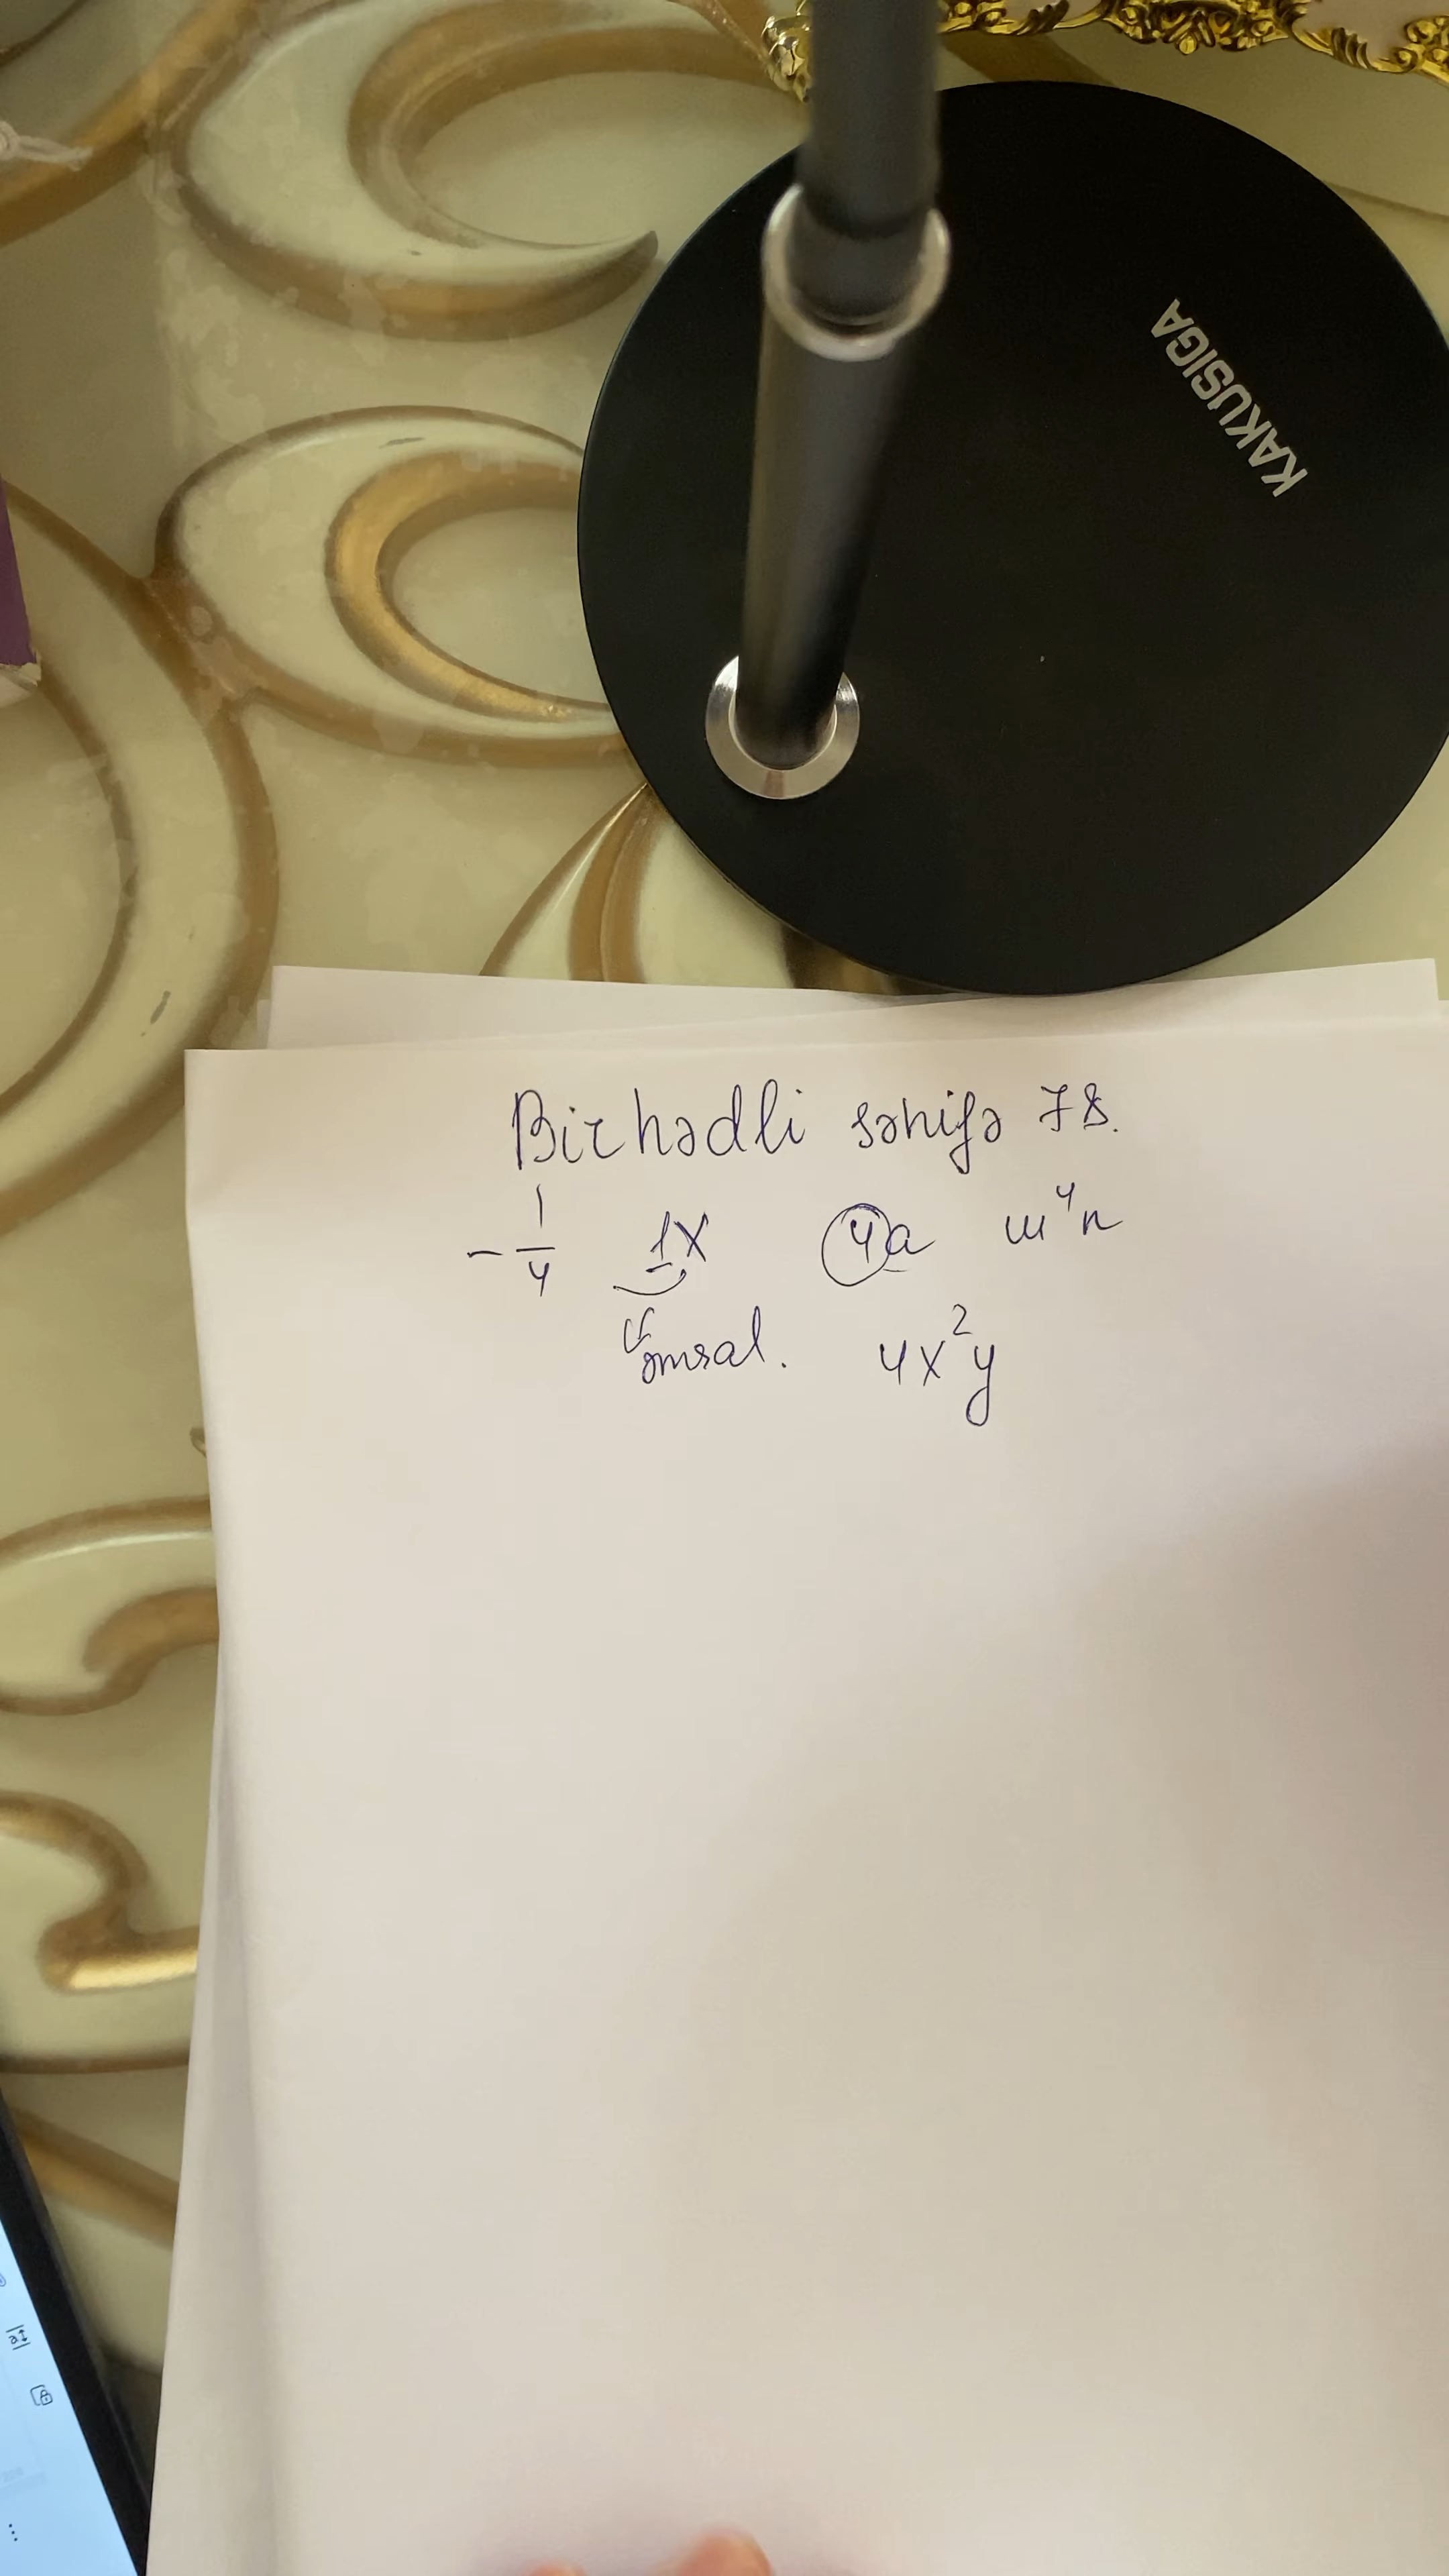 KAKUSIGA
Birhədli səhifə 78.
-1/4 1x 4a m⁴n
əmsal. 4x²y